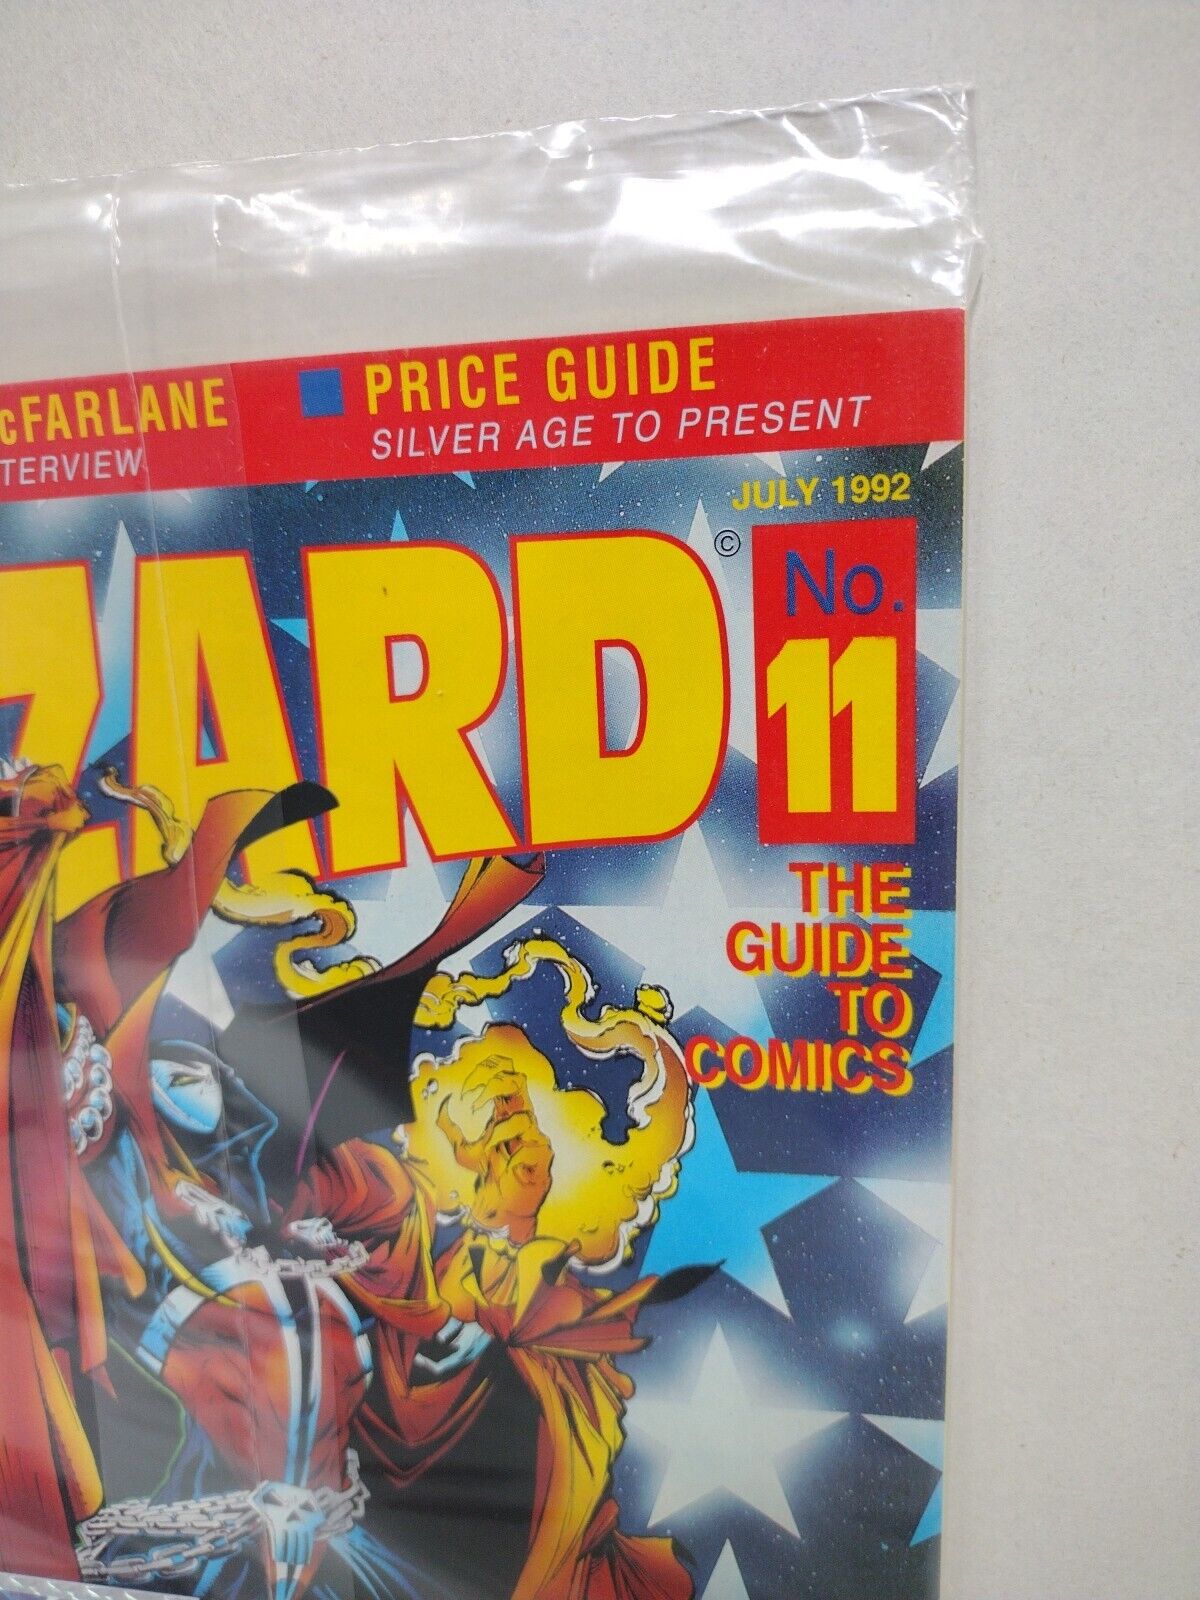 cFARLANE
TERVIEW
PRICE GUIDE
SILVER AGE TO PRESENT
JULY 1992
ZARD
©
No.
11
THE
GUIDE
TO
COMICS